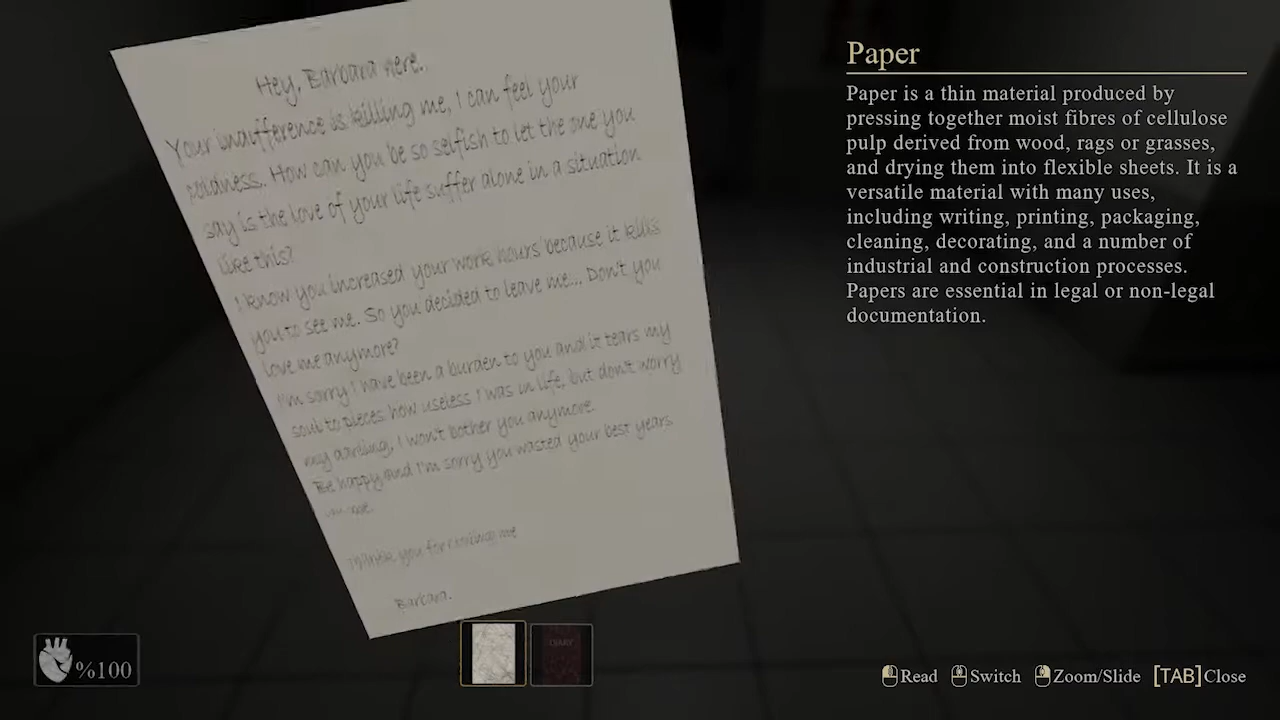 Hey, Barbara here.
Your indifference is killing me, I can feel your
coldness. How can you be so selfish to let the one you
say is the love of your life suffer alone in a situation
like this?
I know you increased your work hours because it kills
you to see me. So you decided to leave me... Don't you
love me anymore?
I'm sorry I have been a burden to you and it tears my
soul to pieces how useless I was in life, but don't worry
my darling, I won't bother you anymore.
Be happy and I'm sorry you wasted your best years
me.
Thank you for me
Barbara.
Paper
Paper is a thin material produced by
pressing together moist fibres of cellulose
pulp derived from wood, rags or grasses,
and drying them into flexible sheets. It is a
versatile material with many uses,
including writing, printing, packaging,
cleaning, decorating, and a number of
industrial and construction processes.
Papers are essential in legal or non-legal
documentation.
%100
DIARY
Read Switch Zoom/Slide [TAB]Close